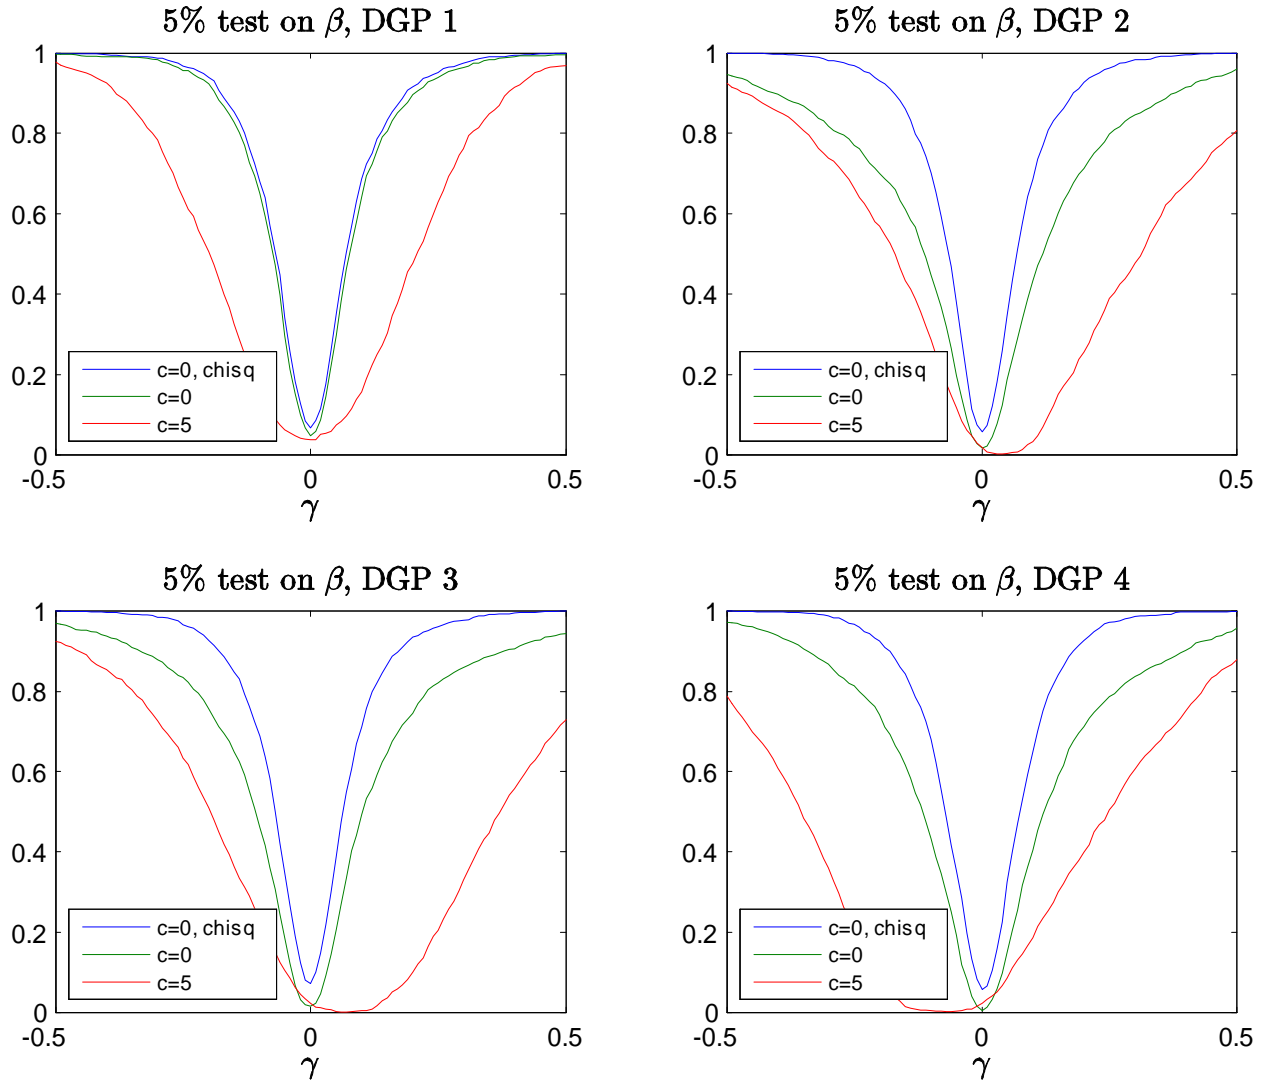 5% test on β, DGP 1
1
0.8
0.6
0.4
0.2
0
c=0, chisq
c=0
c=5
-0.5
0
0.5
γ
5% test on β, DGP 2
1
0.8
0.6
0.4
0.2
0
c=0, chisq
c=0
c=5
-0.5
0
0.5
γ
5% test on β, DGP 3
1
0.8
0.6
0.4
0.2
0
c=0, chisq
c=0
c=5
-0.5
0
0.5
γ
5% test on β, DGP 4
1
0.8
0.6
0.4
0.2
0
c=0, chisq
c=0
c=5
-0.5
0
0.5
γ